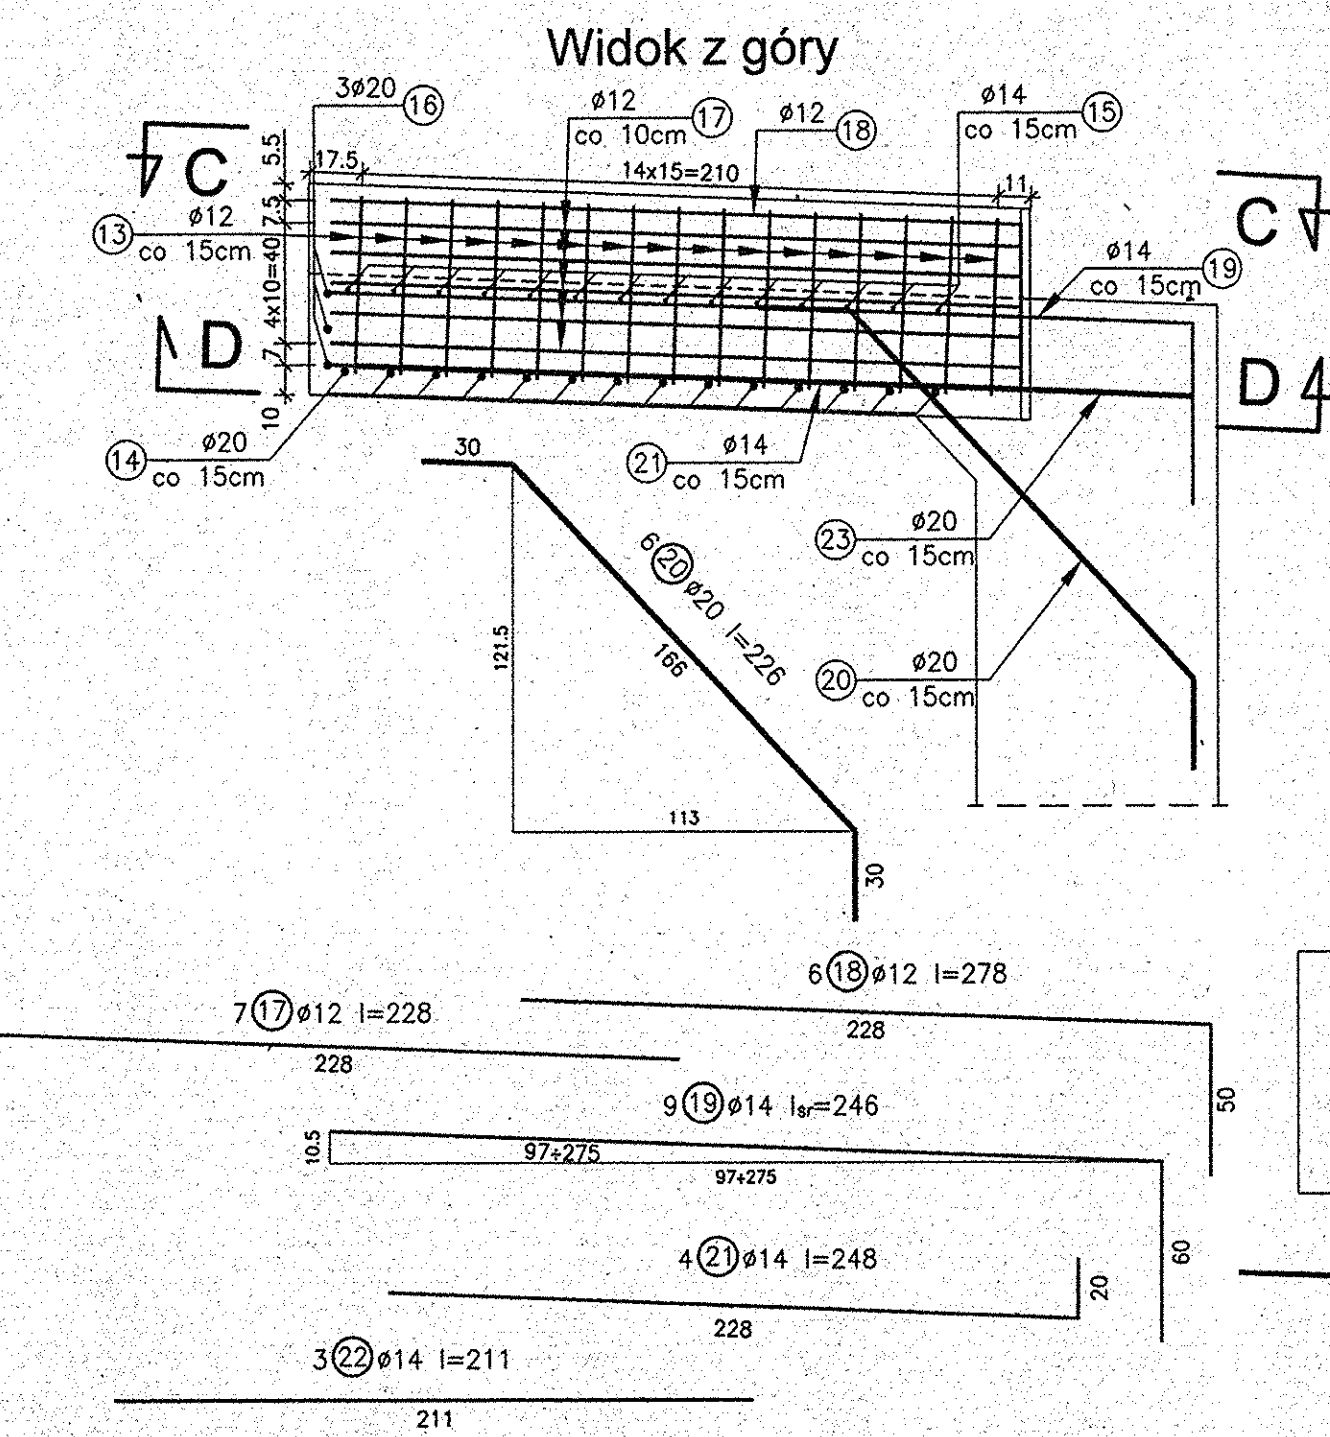 Widok z góry
3ø20 16
ø12
co 10cm 17
ø12 18
ø14
co 15cm 15
C
5.5
17.5
14x15=210
11
C
7.5
ø12
13 co 15cm
4x10=40
ø14
co 15cm 19
D
7
D
10
ø20
14 co 15cm
30
ø14
21 co 15cm
ø20
23 co 15cm
6 20 ø20 l=226
166
121.5
ø20
20 co 15cm
113
30
6 18 ø12 l=278
228
50
7 17 ø12 l=228
228
9 19 ø14 lsr=246
10.5
97÷275
97÷275
60
4 21 ø14 l=248
20
228
3 22 ø14 l=211
211